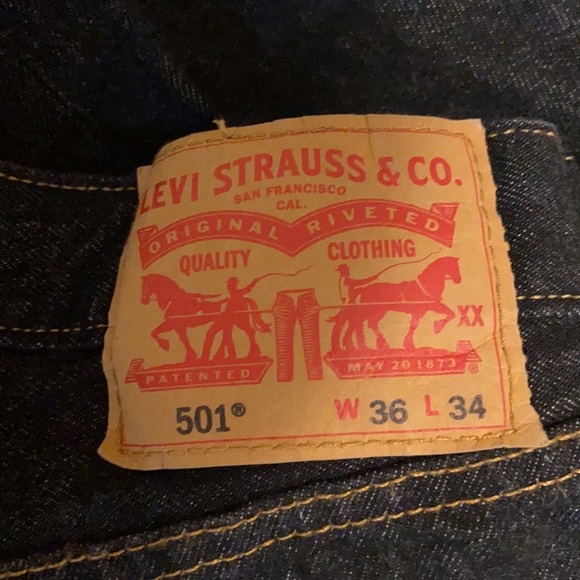 LEVI STRAUSS & CO.
SAN FRANCISCO
CAL.
ORIGINAL RIVETED
QUALITY CLOTHING
XX
PATENTED MAY 20 1873 ®
501® W 36 L 34